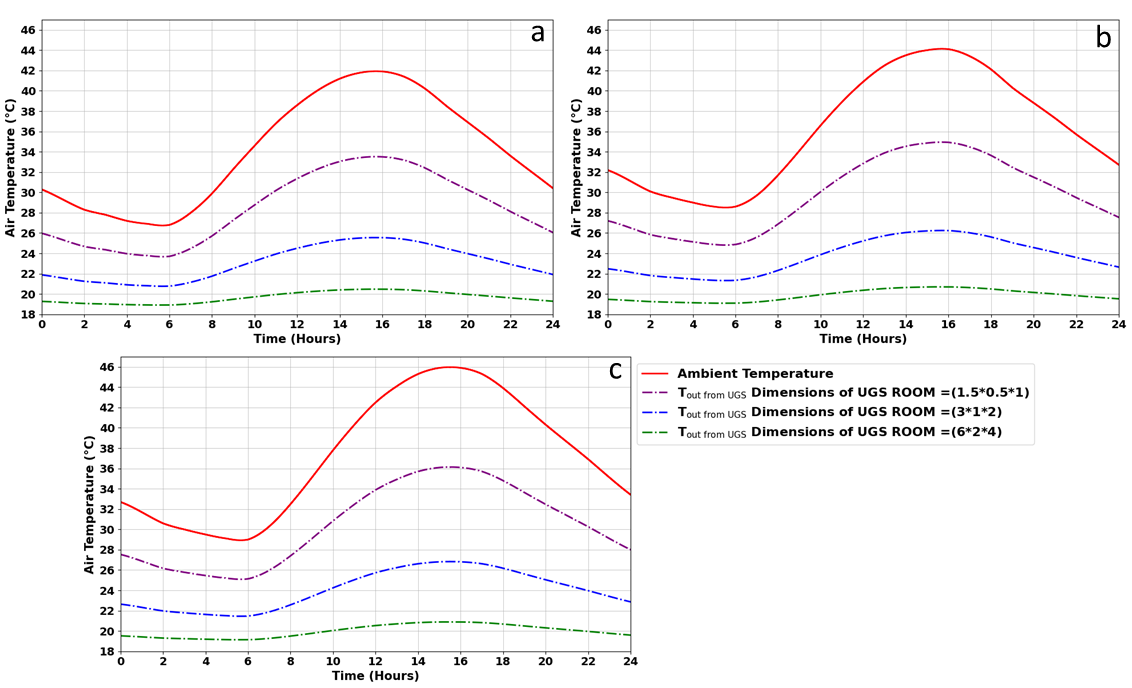 a
46
44
42
40
38
36
34
32
30
28
26
24
22
20
18
Air Temperature (°C)
0 2 4 6 8 10 12 14 16 18 20 22 24
Time (Hours)
b
46
44
42
40
38
36
34
32
30
28
26
24
22
20
18
Air Temperature (°C)
0 2 4 6 8 10 12 14 16 18 20 22 24
Time (Hours)
c
46
44
42
40
38
36
34
32
30
28
26
24
22
20
18
Air Temperature (°C)
0 2 4 6 8 10 12 14 16 18 20 22 24
Time (Hours)
Ambient Temperature
Tout from UGS Dimensions of UGS ROOM =(1.5*0.5*1)
Tout from UGS Dimensions of UGS ROOM =(3*1*2)
Tout from UGS Dimensions of UGS ROOM =(6*2*4)